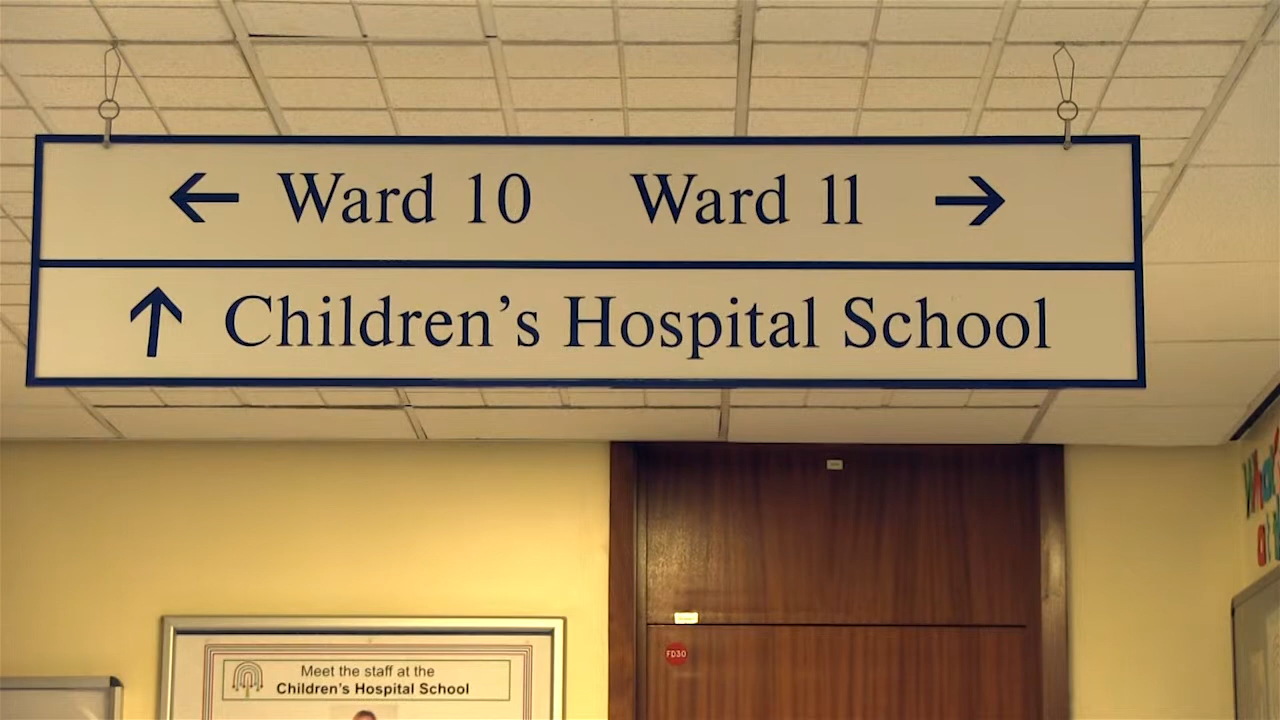 ← Ward 10 Ward 11 →
↑ Children's Hospital School
Meet the staff at the
Children's Hospital School
FD30